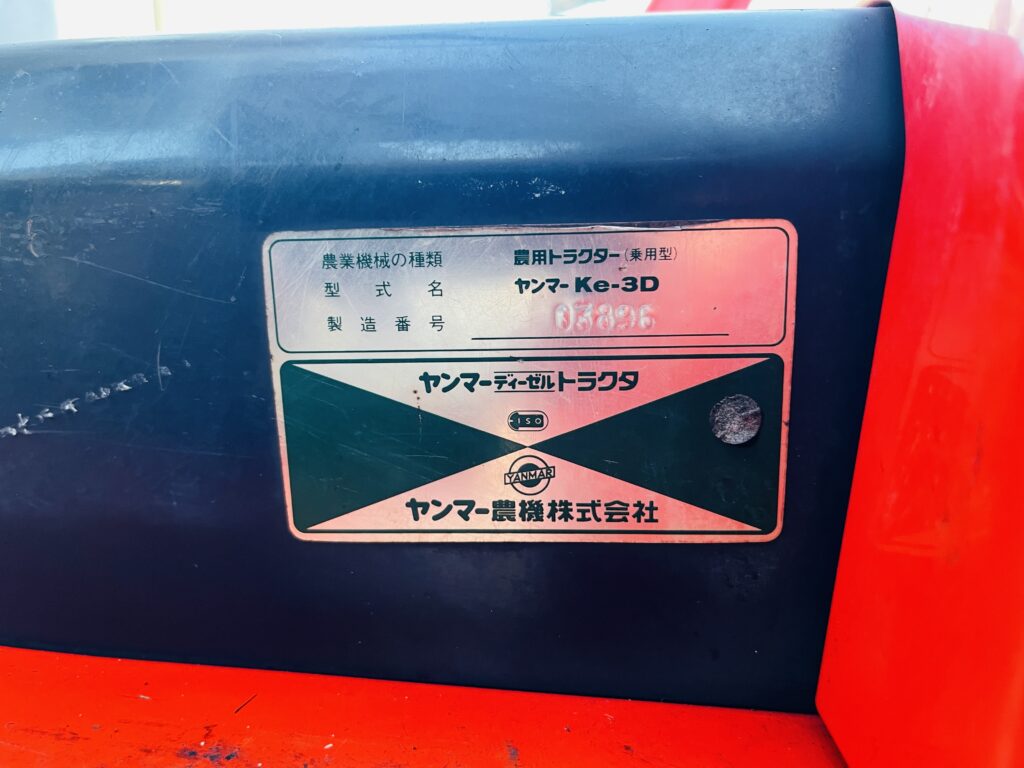 農業機械の種類 農用トラクター(乗用型)
型式名 ヤンマー Ke-3D
製造番号 03896
ヤンマーディーゼルトラクタ
ISO
YANMAR
ヤンマー農機株式会社